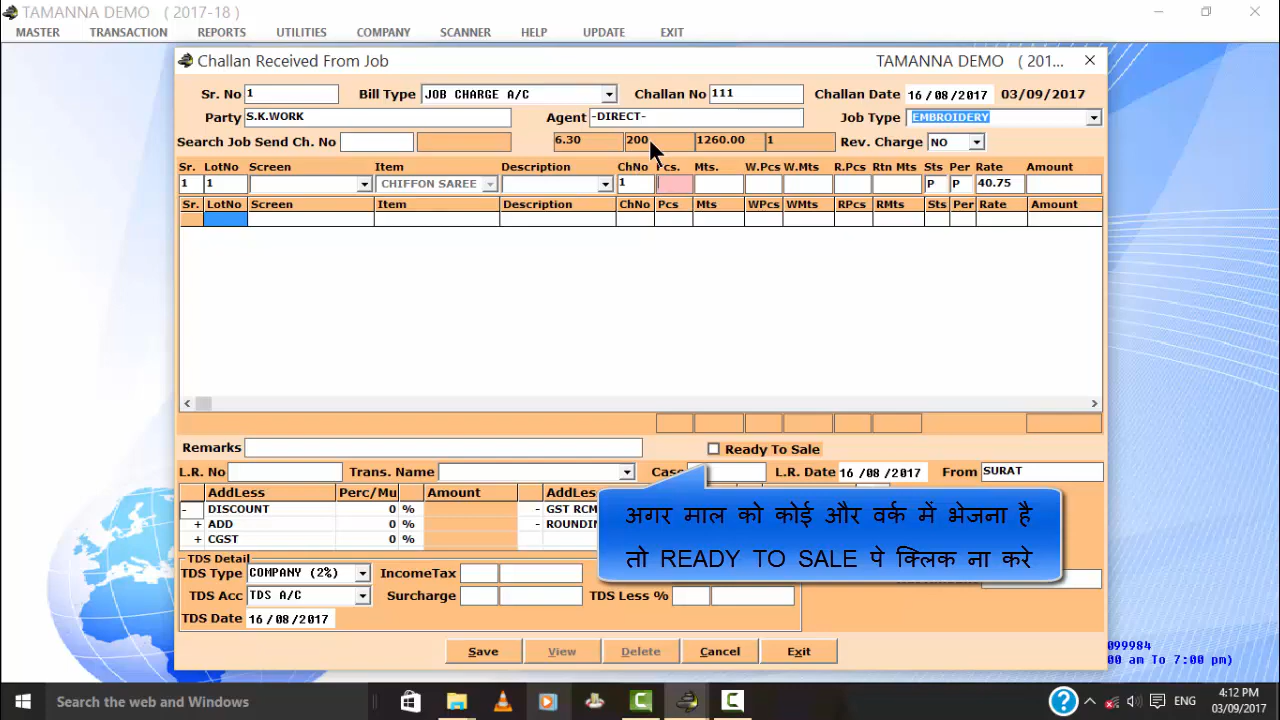 TAMANNA DEMO ( 2017-18 )
MASTER TRANSACTION REPORTS UTILITIES COMPANY SCANNER HELP UPDATE EXIT
Challan Received From Job TAMANNA DEMO ( 201...
Sr. No 1 Bill Type JOB CHARGE A/C Challan No 111 Challan Date 16/08/2017 03/09/2017
Party S.K.WORK Agent -DIRECT- Job Type EMBROIDERY
Search Job Send Ch. No 6.30 200 1260.00 1 Rev. Charge NO
Sr. LotNo Screen Item Description ChNo Pcs. Mts. W.Pcs W.Mts R.Pcs Rtn Mts Sts Per Rate Amount
1 1 CHIFFON SAREE 1 P P 40.75
Sr. LotNo Screen Item Description ChNo Pcs Mts WPcs WMts RPcs RMts Sts Per Rate Amount
Remarks Ready To Sale
L.R. No Trans. Name Case L.R. Date 16/08/2017 From SURAT
AddLess Perc/Mu Amount AddLes
- DISCOUNT 0 % - GST RCM
+ ADD 0 % - ROUNDIN
+ CGST 0 %
अगर माल को कोई और वर्क में भेजना है
तो READY TO SALE पे क्लिक ना करे
TDS Detail
TDS Type COMPANY (2%) IncomeTax
TDS Acc TDS A/C Surcharge TDS Less %
TDS Date 16/08/2017
Save View Delete Cancel Exit
099984
00 am To 7:00 pm)
Search the web and Windows
ENG 4:12 PM
03/09/2017